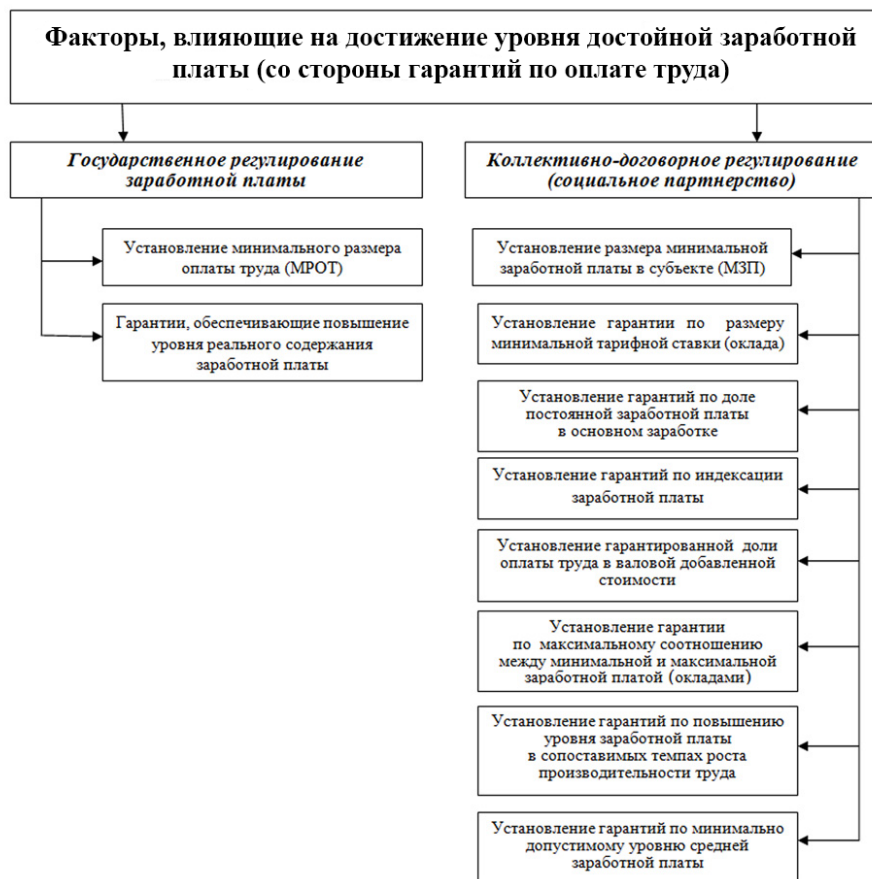 Факторы, влияющие на достижение уровня достойной заработной
платы (со стороны гарантий по оплате труда)
Государственное регулирование
заработной платы
Установление минимального размера
оплаты труда (МРОТ)
Гарантии, обеспечивающие повышение
уровня реального содержания
заработной платы
Коллективно-договорное регулирование
(социальное партнерство)
Установление размера минимальной
заработной платы в субъекте (МЗП)
Установление гарантии по размеру
минимальной тарифной ставки (оклада)
Установление гарантий по доле
постоянной заработной платы
в основном заработке
Установление гарантий по индексации
заработной платы
Установление гарантированной доли
оплаты труда в валовой добавленной
стоимости
Установление гарантии
по максимальному соотношению
между минимальной и максимальной
заработной платой (окладами)
Установление гарантий по повышению
уровня заработной платы
в сопоставимых темпах роста
производительности труда
Установление гарантий по минимально
допустимому уровню средней
заработной платы